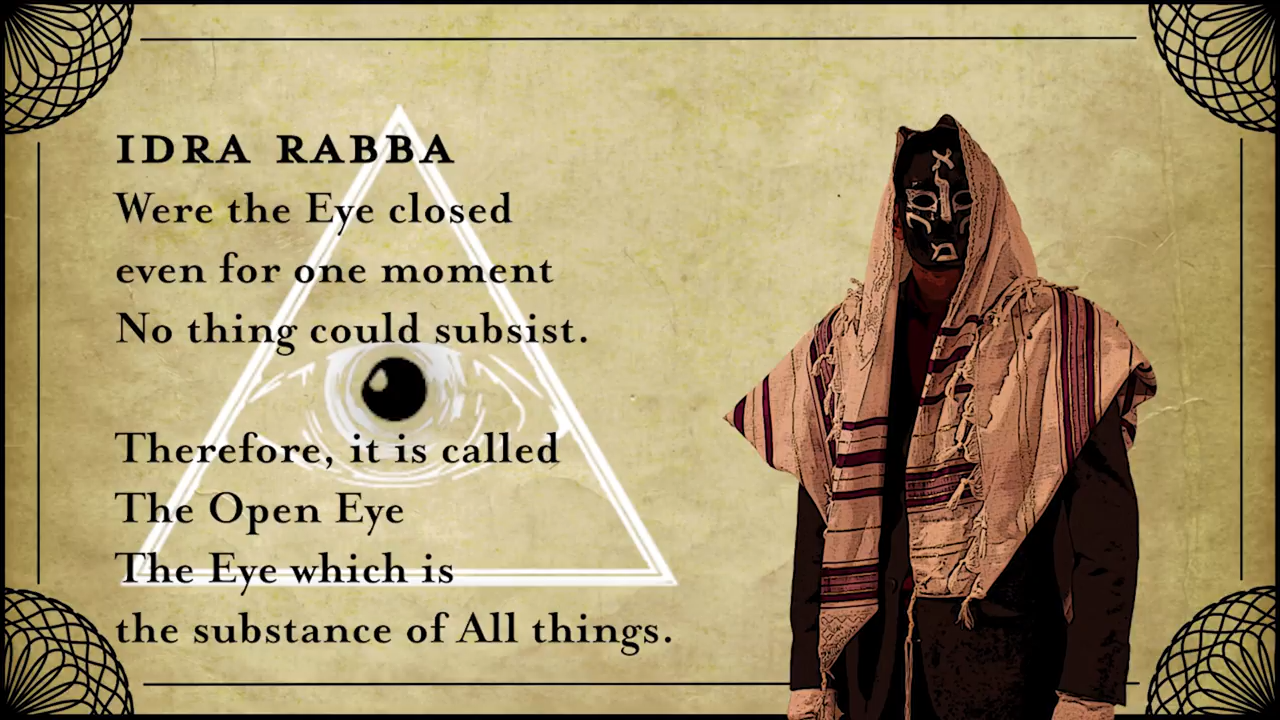 IDRA RABBA
Were the Eye closed
even for one moment
No thing could subsist.
Therefore, it is called
The Open Eye
The Eye which is
the substance of All things.